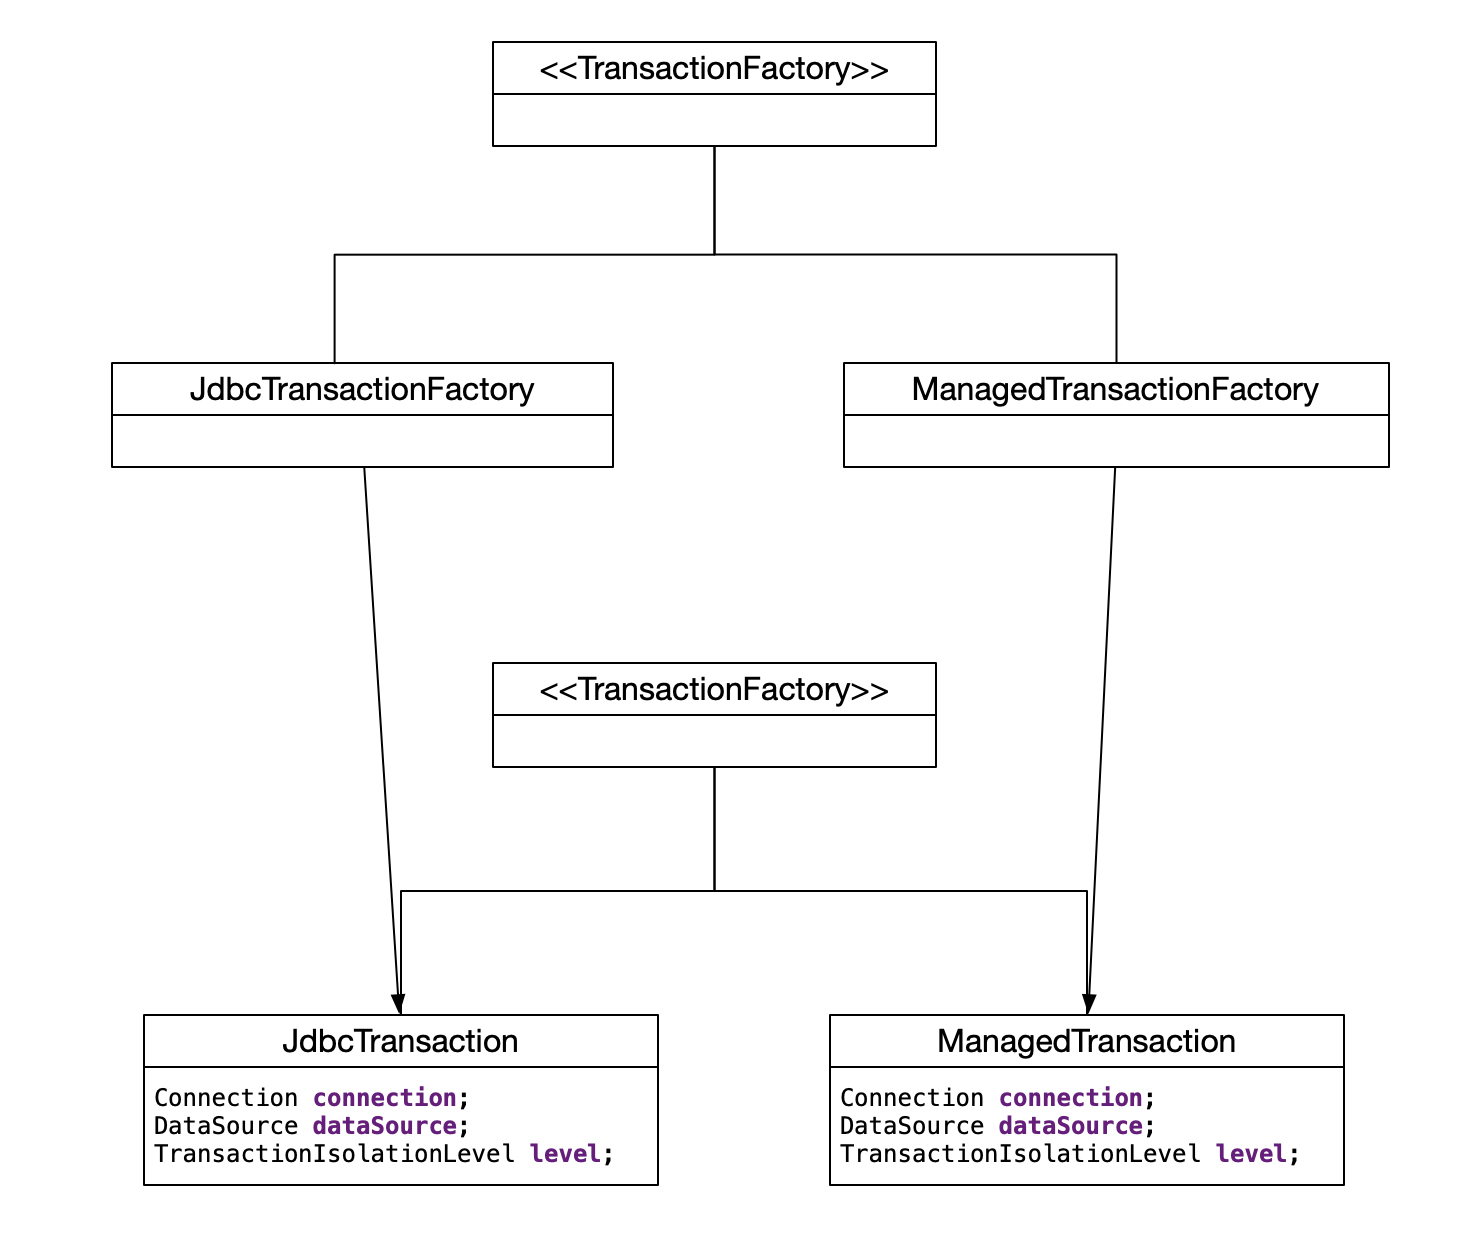 <<TransactionFactory>>
JdbcTransactionFactory
ManagedTransactionFactory
<<TransactionFactory>>
JdbcTransaction
Connection connection;
DataSource dataSource;
TransactionIsolationLevel level;
ManagedTransaction
Connection connection;
DataSource dataSource;
TransactionIsolationLevel level;